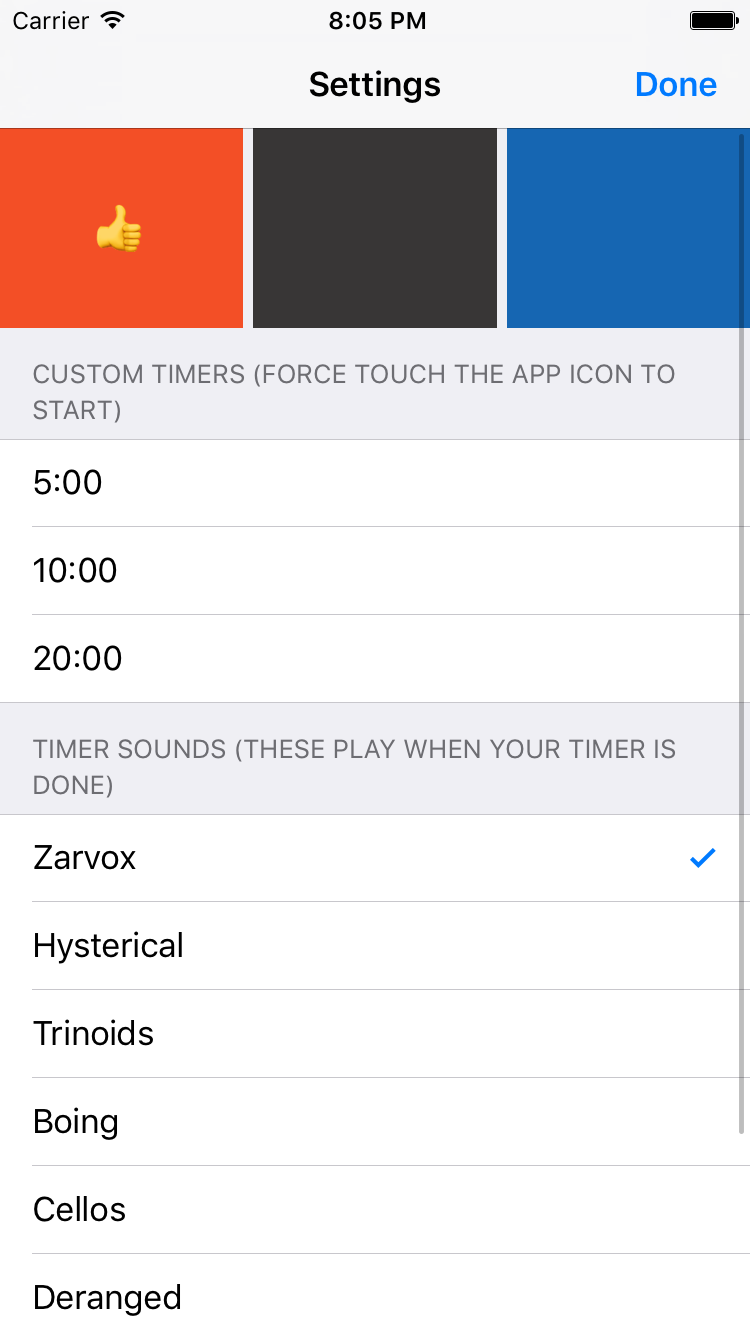 Carrier 8:05 PM
Settings Done
CUSTOM TIMERS (FORCE TOUCH THE APP ICON TO
START)
5:00
10:00
20:00
TIMER SOUNDS (THESE PLAY WHEN YOUR TIMER IS
DONE)
Zarvox
Hysterical
Trinoids
Boing
Cellos
Deranged